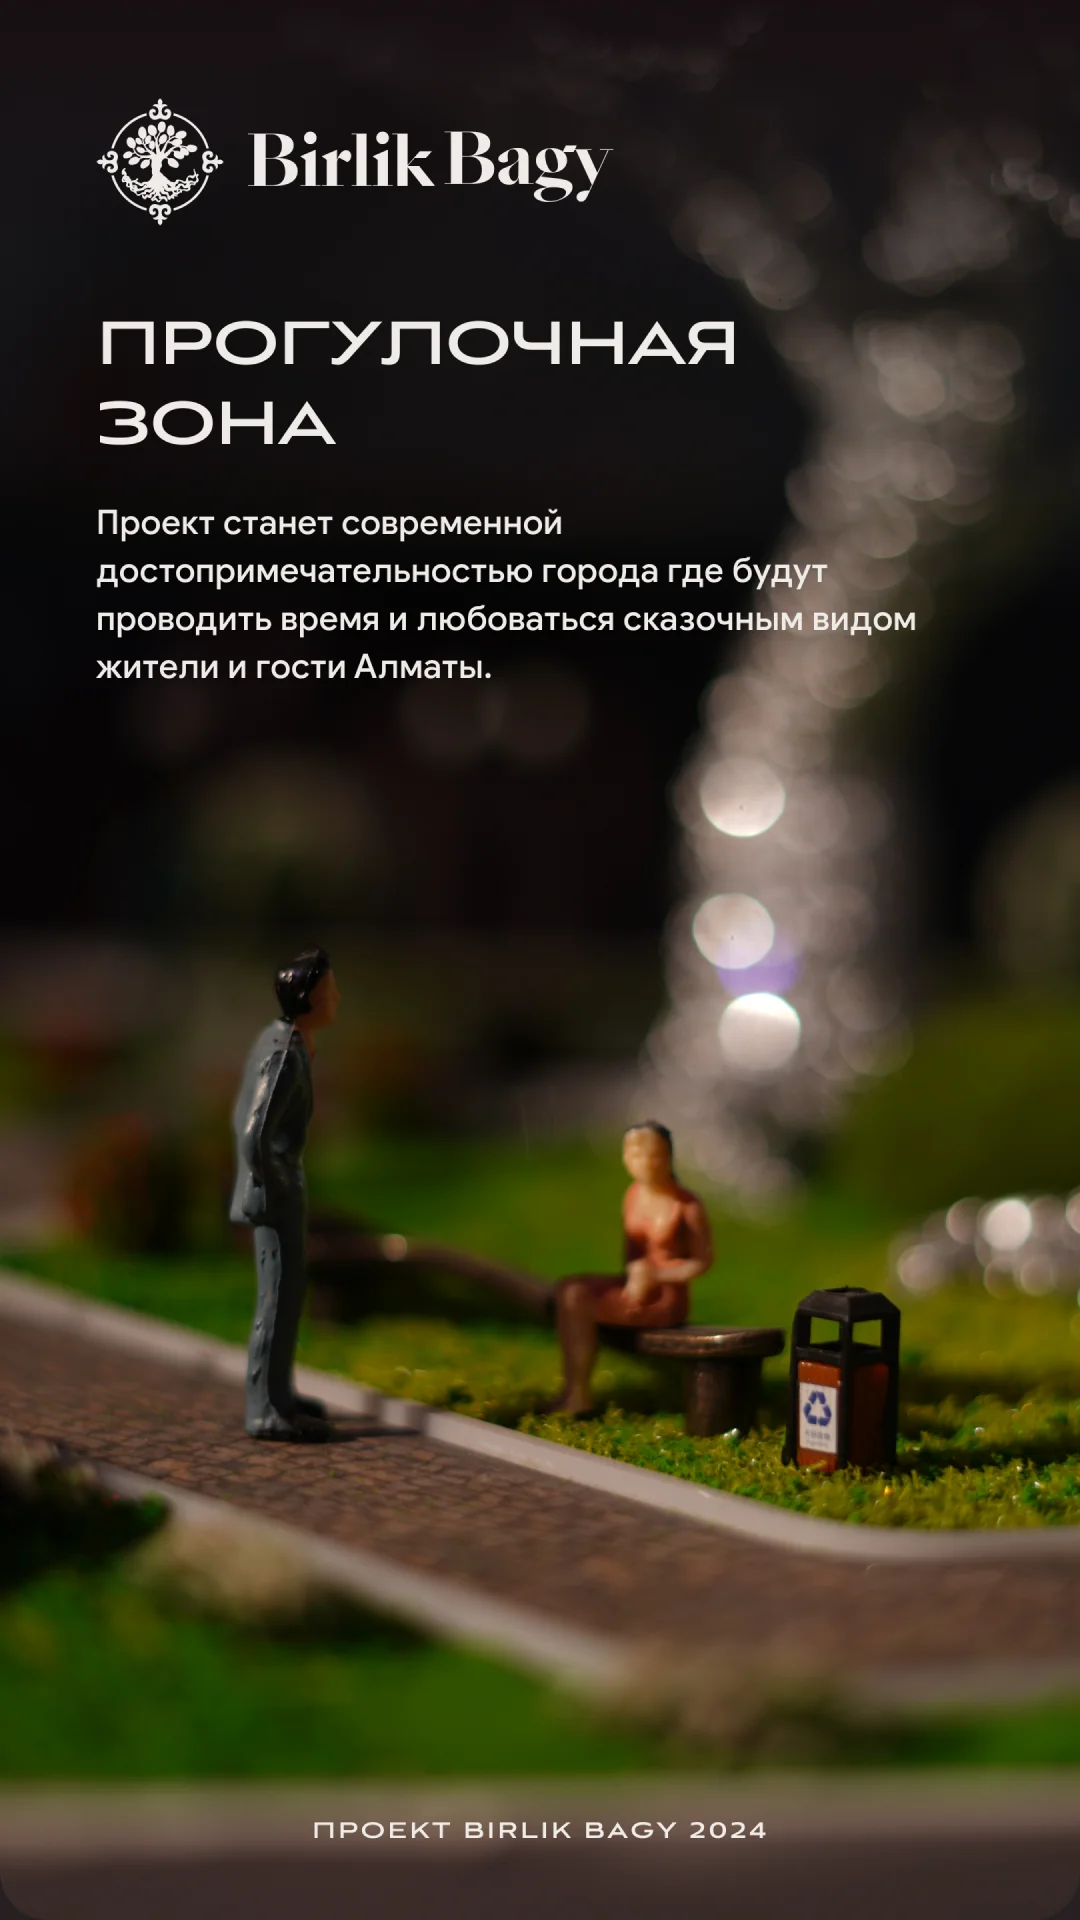 Birlik Bagy
ПРОГУЛОЧНАЯ
ЗОНА
Проект станет современной
достопримечательностью города где будут
проводить время и любоваться сказочным видом
жители и гости Алматы.
ПРОЕКТ BIRLIK BAGY 2024